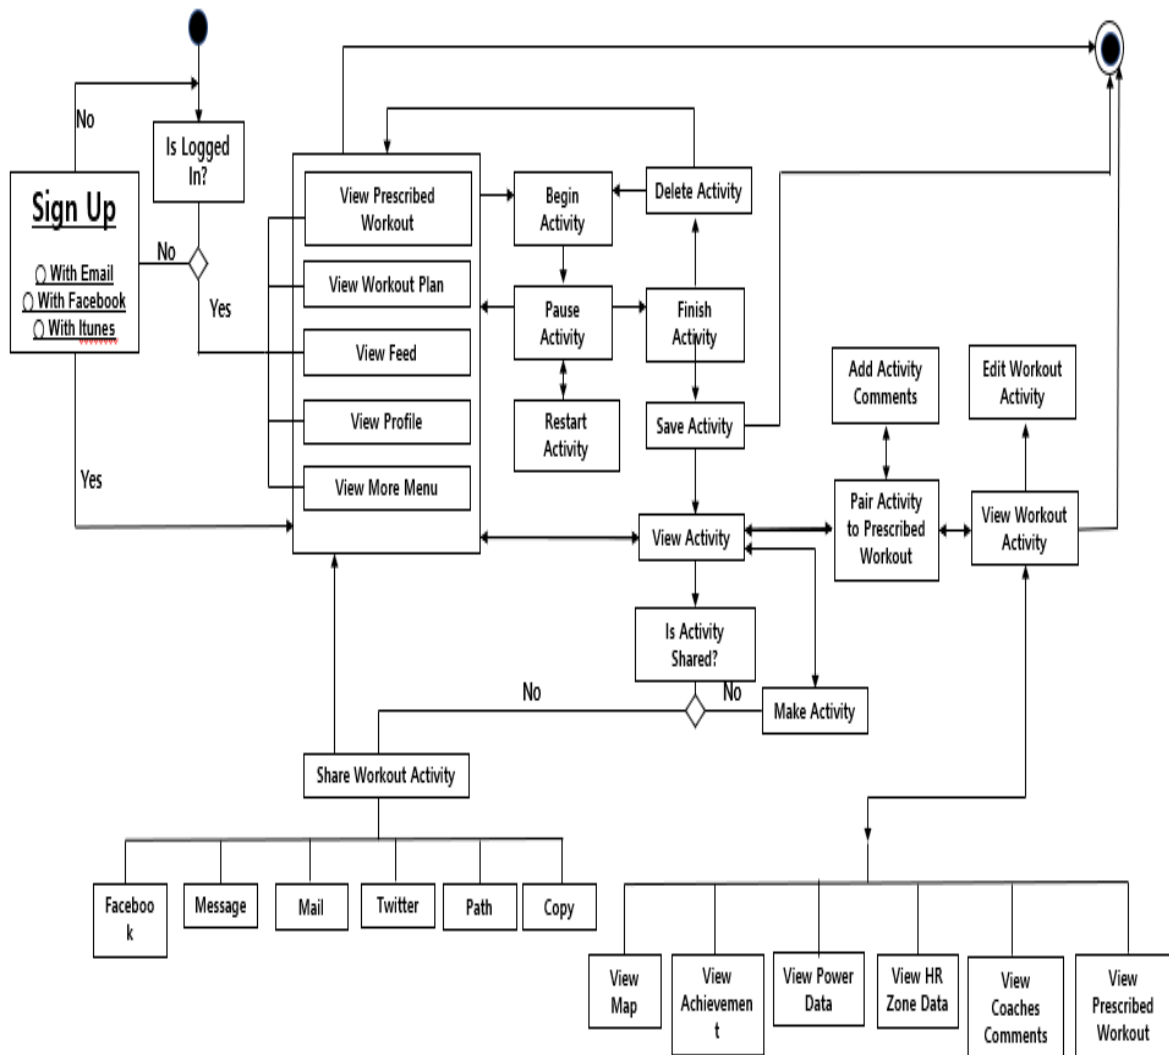 No
Is Logged
In?
Sign Up
With Email
With Facebook
With Itunes
No
Yes
Yes
View Prescribed
Workout
View Workout Plan
View Feed
View Profile
View More Menu
Begin
Activity
Delete Activity
Pause
Activity
Finish
Activity
Restart
Activity
Save Activity
Add Activity
Comments
Edit Workout
Activity
View Activity
Pair Activity
to Prescribed
Workout
View Workout
Activity
Is Activity
Shared?
No
No
Make Activity
Share Workout Activity
Faceboo
k
Message
Mail
Twitter
Path
Copy
View
Map
View
Achievemen
t
View Power
Data
View HR
Zone Data
View
Coaches
Comments
View
Prescribed
Workout